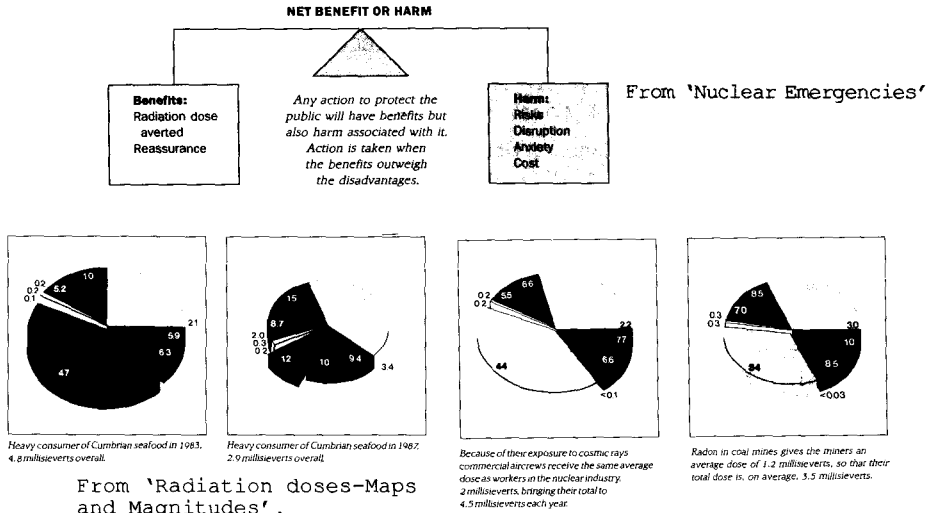 NET BENEFIT OR HARM
Benefits:
Radiation dose
averted
Reassurance
Any action to protect the
public will have benefits but
also harm associated with it.
Action is taken when
the benefits outweigh
the disadvantages.
Harm:
Risks
Disruption
Anxiety
Cost
From 'Nuclear Emergencies'
0.2
0.2
0.1
5.2
10
21
5.9
6.3
47
Heavy consumer of Cumbrian seafood in 1983,
4.8 millisieverts overall.
15
8.7
2.0
0.3
0.2
12
10
9.4
3.4
Heavy consumer of Cumbrian seafood in 1987,
2.9 millisieverts overall.
From 'Radiation doses-Maps
and Magnitudes'.
6.6
0.2
0.2
5.5
22
7.7
6.6
44
<0.1
Because of their exposure to cosmic rays
commercial aircrews receive the same average
dose as workers in the nuclear industry,
2 millisieverts, bringing their total to
4.5 millisieverts each year.
8.5
7.0
0.3
0.3
30
10
8.5
34
<0.03
Radon in coal mines gives the miners an
average dose of 1.2 millisieverts, so that their
total dose is, on average, 3.5 millisieverts.